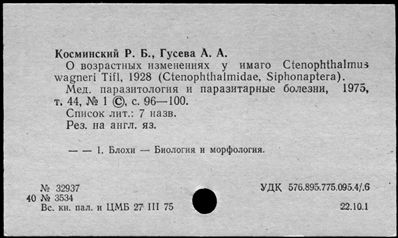 Косминский Р. Б., Гусева А. А.
О возрастных изменениях у имаго Ctenophthalmus
wagneri Tifl, 1928 (Ctenophthalmidae, Siphonaptera).
Мед. паразитология и паразитарные болезни, 1975,
т. 44, № 1 ©, с. 96—100.
Список лит.: 7 назв.
Рез. на англ. яз.
— — 1. Блохи — Биология и морфология.
№ 32937 УДК 576.895.775.095.4/.6
40 № 3534
Вс. кн. пал. и ЦМБ 27 III 75 22.10.1